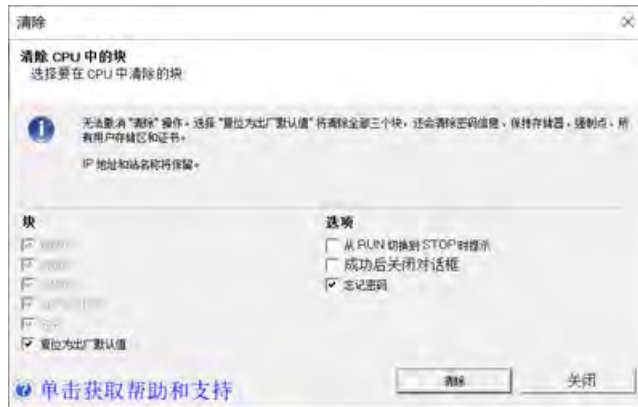 清除
清除 CPU 中的块
选择要在 CPU 中清除的块
无法取消“清除”操作。选择“复位为出厂默认值”将清除全部三个块，还会清除密码信息、保持存储器、强制点、所
有用户存储区和证书。
IP 地址和站名称将保留。
块
选项
从 RUN 切换到 STOP 时提示
成功后关闭对话框
忘记密码
复位为出厂默认值
单击获取帮助和支持
清除
关闭